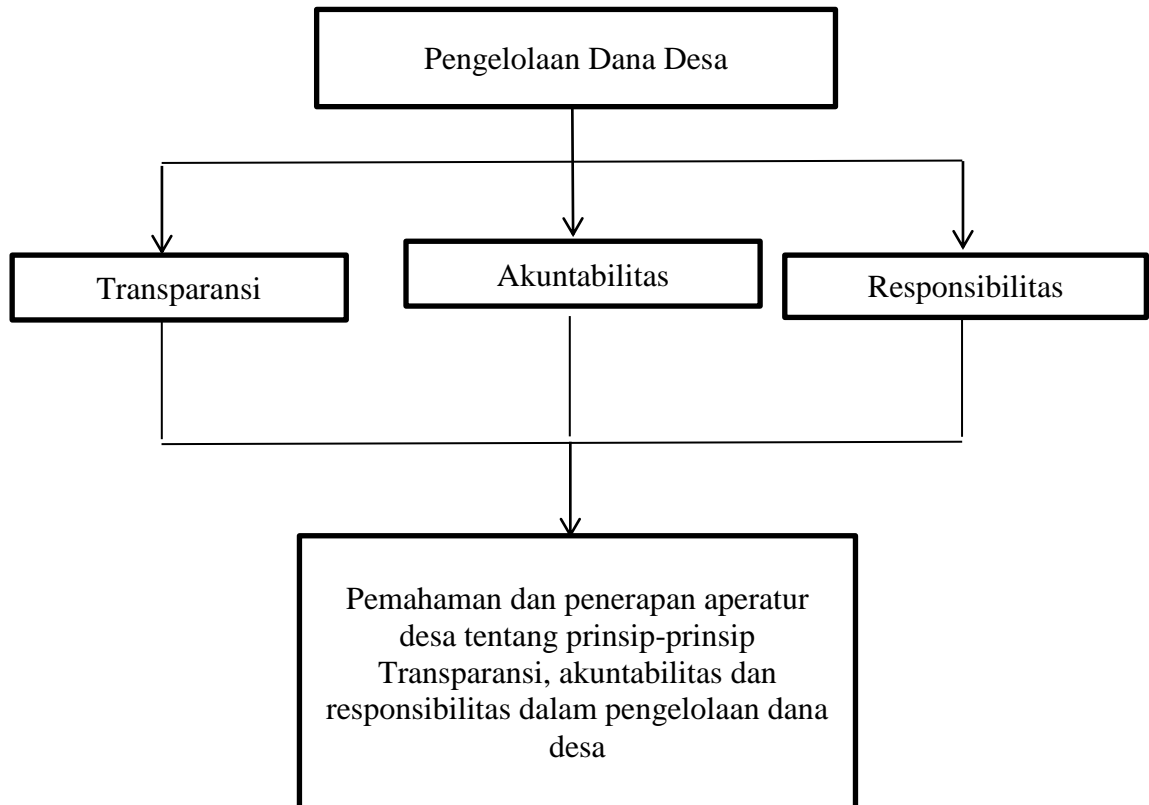 Pengelolaan Dana Desa
Transparansi
Akuntabilitas
Responsibilitas
Pemahaman dan penerapan aperatur
desa tentang prinsip-prinsip
Transparansi, akuntabilitas dan
responsibilitas dalam pengelolaan dana
desa